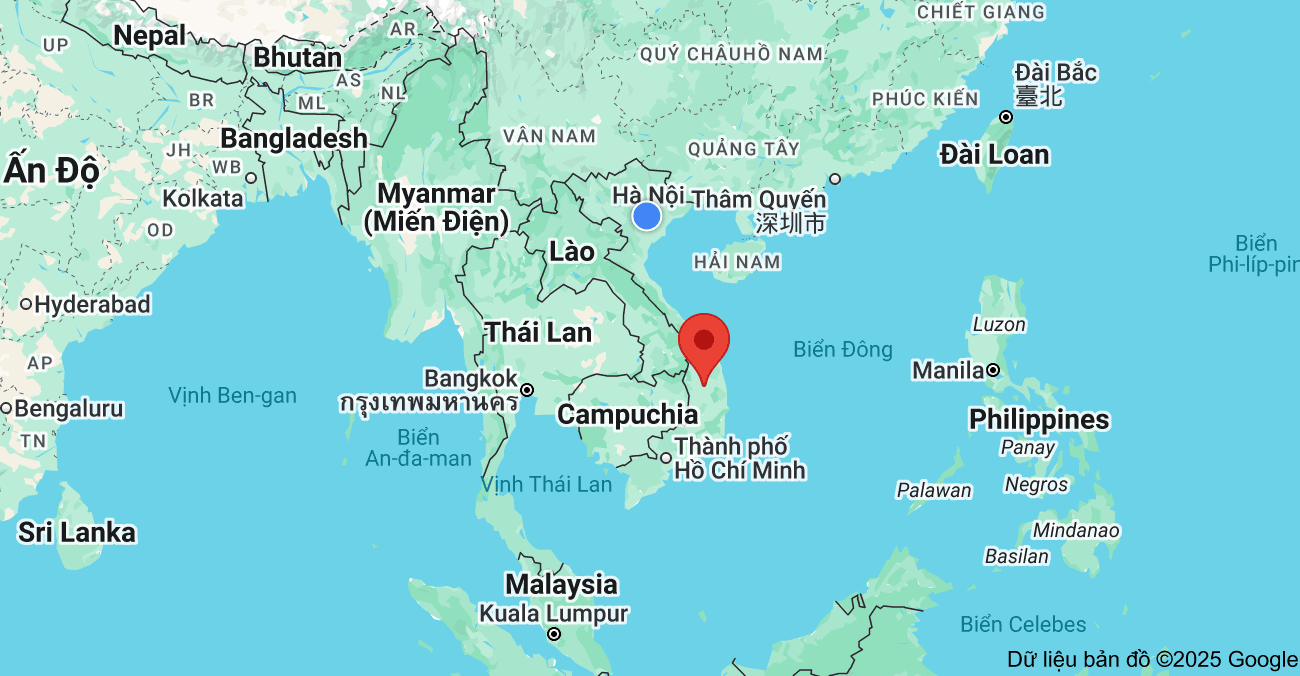 CHIẾT GIANG
Nepal
AR
UP
Bhutan
QUÝ CHÂU
HỒ NAM
AS
Đài Bắc
臺北
NL
BR
ML
PHÚC KIẾN
Bangladesh
VÂN NAM
JH
QUẢNG TÂY
Đài Loan
WB
Ấn Độ
Kolkata
Myanmar
(Miến Điện)
Hà Nội
Thâm Quyến
深圳市
OD
Lào
HẢI NAM
Biển
Phi-líp-pin
Hyderabad
Thái Lan
Luzon
Biển Đông
AP
Manila
Bangkok
กรุงเทพมหานคร
Vịnh Ben-gan
Bengaluru
Campuchia
Philippines
TN
Biển
An-đa-man
Thành phố
Hồ Chí Minh
Panay
Vịnh Thái Lan
Palawan
Negros
Sri Lanka
Mindanao
Basilan
Malaysia
Kuala Lumpur
Biển Celebes
Dữ liệu bản đồ ©2025 Google